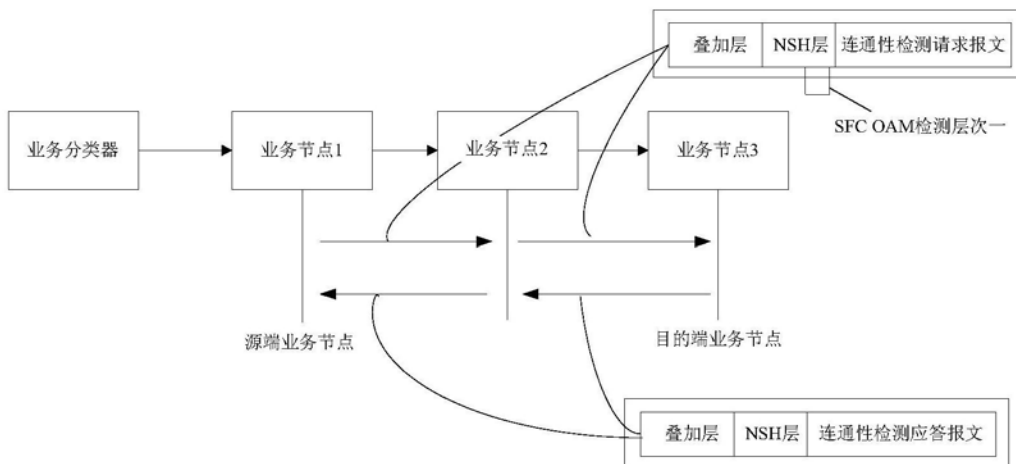 叠加层 NSH层 连通性检测请求报文
SFC OAM检测层次一
业务分类器 业务节点1 业务节点2 业务节点3
源端业务节点 目的端业务节点
叠加层 NSH层 连通性检测应答报文